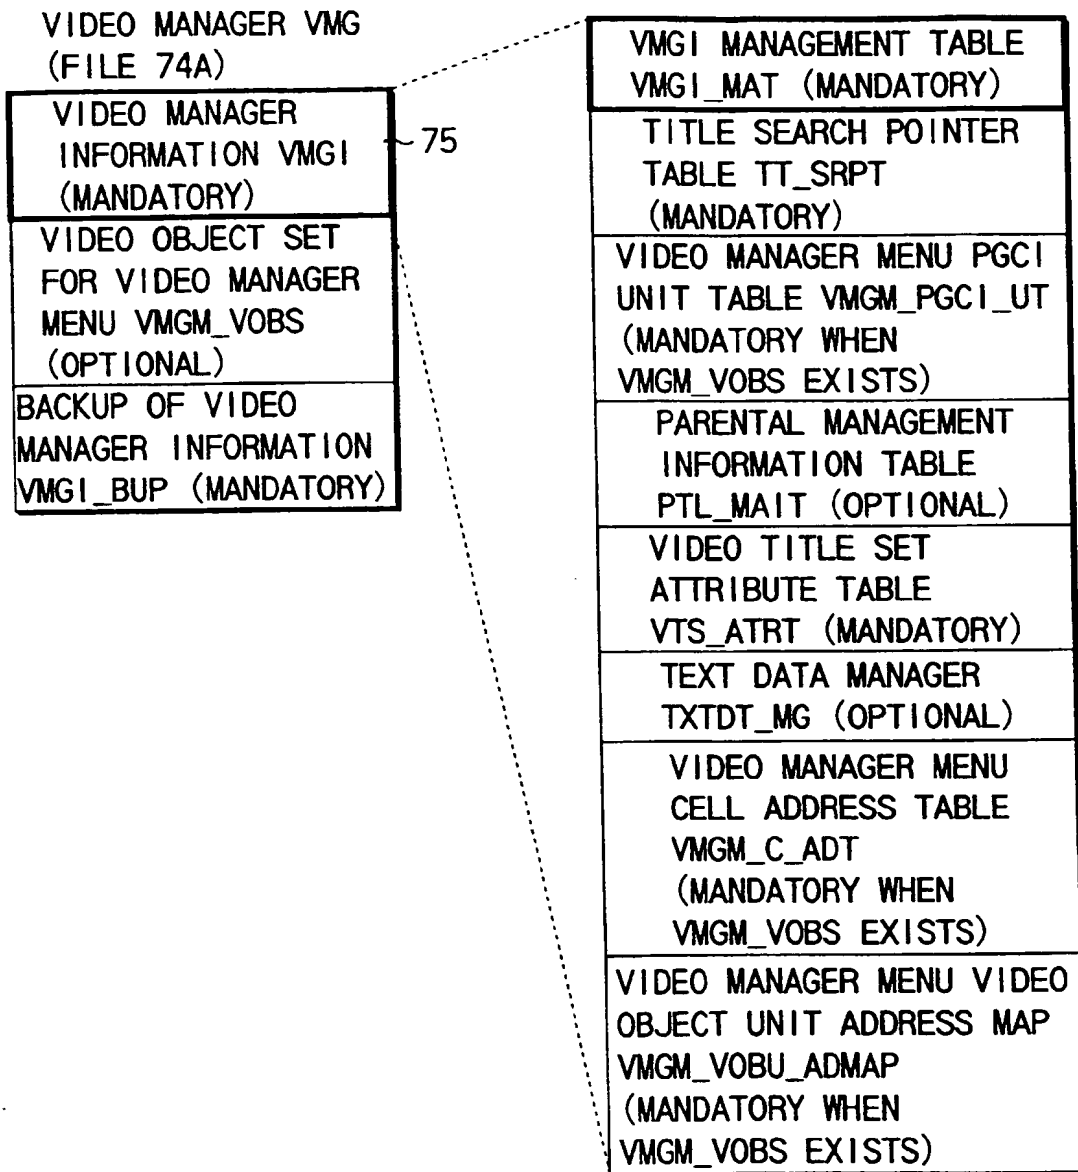 VIDEO MANAGER VMG
(FILE 74A)
VIDEO MANAGER
INFORMATION VMGI
(MANDATORY)
75
VIDEO OBJECT SET
FOR VIDEO MANAGER
MENU VMGM_VOBS
(OPTIONAL)
BACKUP OF VIDEO
MANAGER INFORMATION
VMGI_BUP (MANDATORY)
VMGI MANAGEMENT TABLE
VMGI_MAT (MANDATORY)
TITLE SEARCH POINTER
TABLE TT_SRPT
(MANDATORY)
VIDEO MANAGER MENU PGCI
UNIT TABLE VMGM_PGCI_UT
(MANDATORY WHEN
VMGM_VOBS EXISTS)
PARENTAL MANAGEMENT
INFORMATION TABLE
PTL_MAIT (OPTIONAL)
VIDEO TITLE SET
ATTRIBUTE TABLE
VTS_ATRT (MANDATORY)
TEXT DATA MANAGER
TXTDT_MG (OPTIONAL)
VIDEO MANAGER MENU
CELL ADDRESS TABLE
VMGM_C_ADT
(MANDATORY WHEN
VMGM_VOBS EXISTS)
VIDEO MANAGER MENU VIDEO
OBJECT UNIT ADDRESS MAP
VMGM_VOBU_ADMAP
(MANDATORY WHEN
VMGM_VOBS EXISTS)